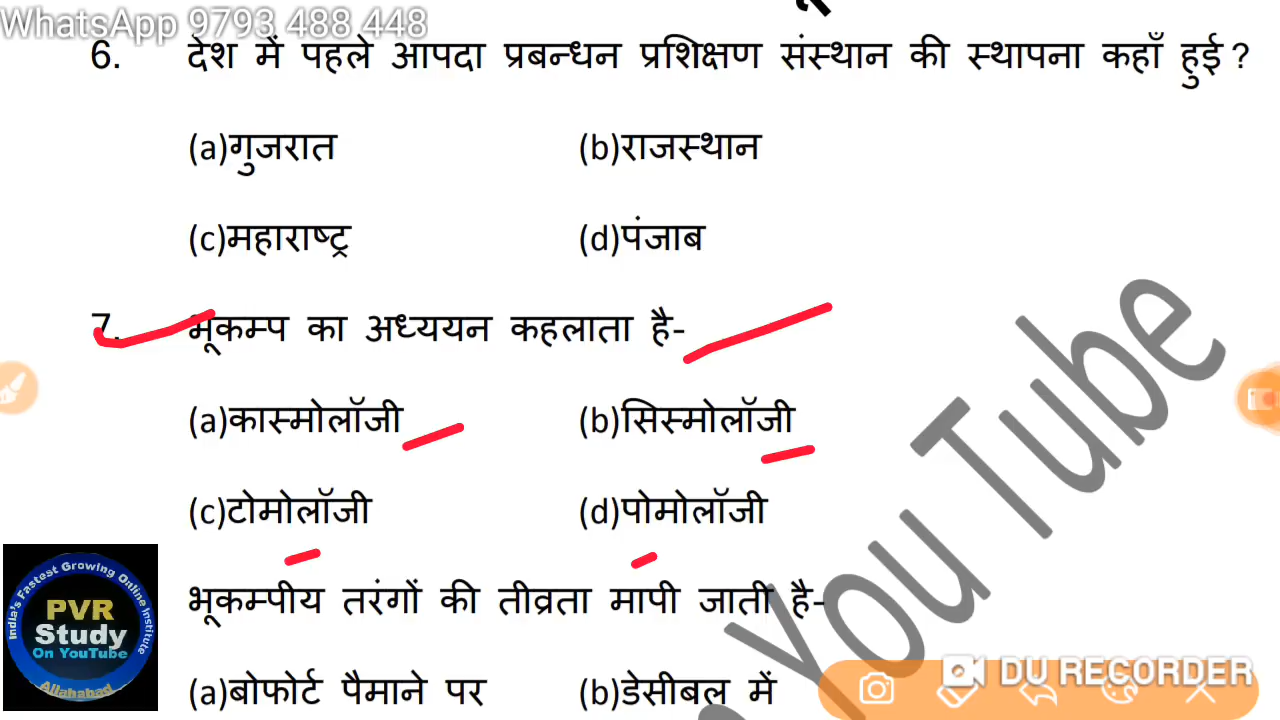 WhatsApp 9793 488 448
6. देश में पहले आपदा प्रबन्धन प्रशिक्षण संस्थान की स्थापना कहाँ हुई ?
(a)गुजरात (b)राजस्थान
(c)महाराष्ट्र (d)पंजाब
7. भूकम्प का अध्ययन कहलाता है-
(a)कास्मोलॉजी (b)सिस्मोलॉजी
(c)टोमोलॉजी (d)पोमोलॉजी
भूकम्पीय तरंगों की तीव्रता मापी जाती है-
(a)बोफोर्ट पैमाने पर (b)डेसीबल में
You Tube
India's Fastest Growing Online Institute
PVR
Study
On YouTube
Allahabad
DU RECORDER